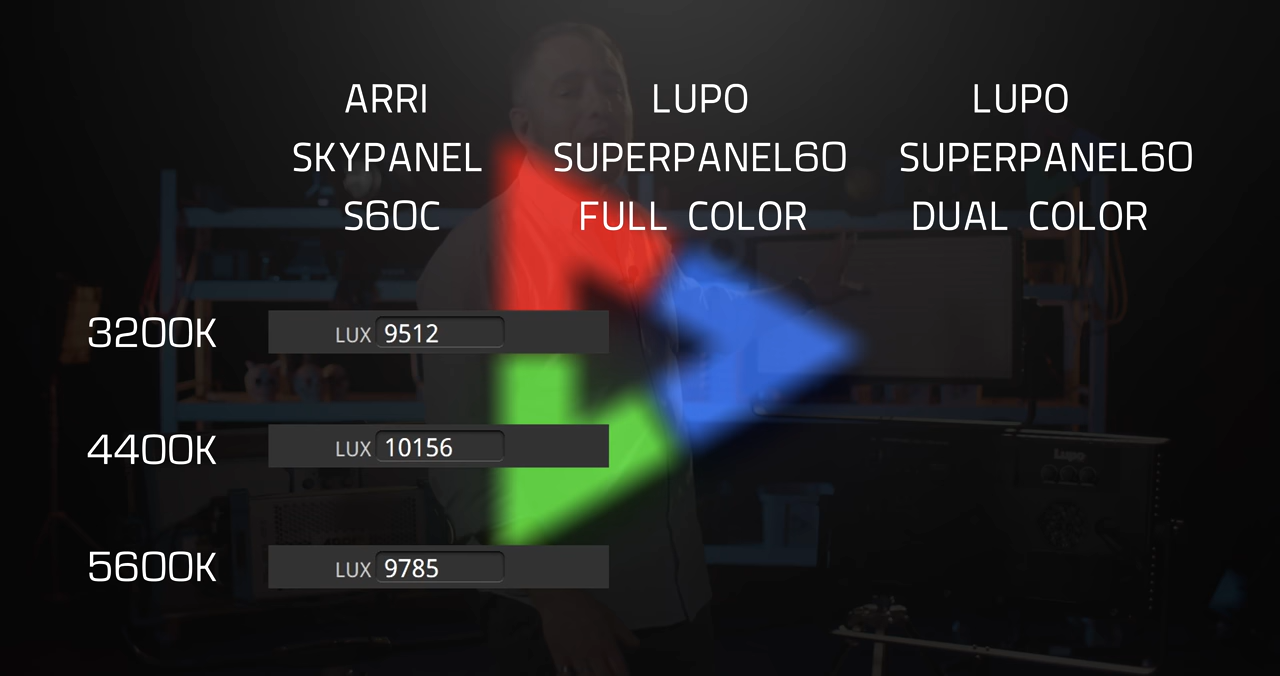 ARRI
SKYPANEL
S60C
LUPO
SUPERPANEL60
FULL COLOR
LUPO
SUPERPANEL60
DUAL COLOR
3200K
LUX 9512
4400K
LUX 10156
5600K
LUX 9785
Lupo